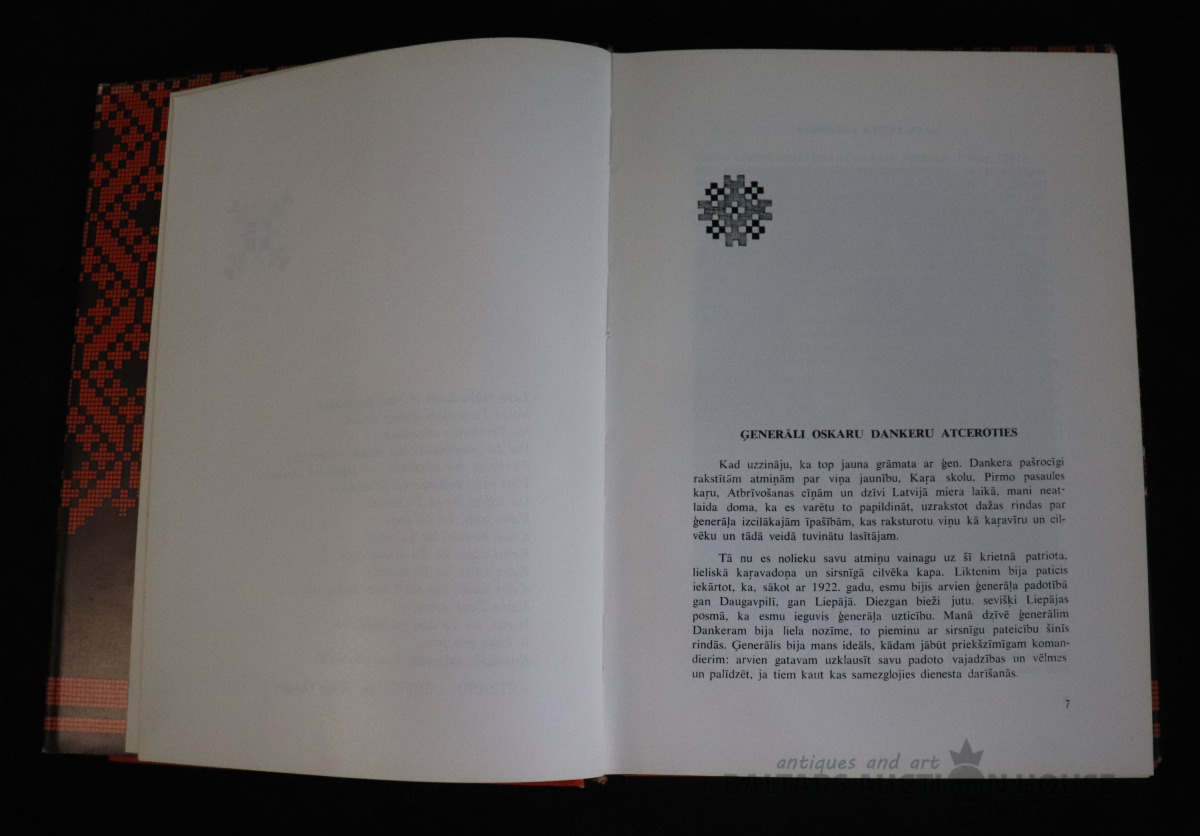 ĢENERĀLI OSKARU DANKERU ATCEROTIES
Kad uzzināju, ka top jauna grāmata ar ģen. Dankera pašrocīgi
rakstītām atmiņām par viņa jaunību, Kaŗa skolu, Pirmo pasaules
kaŗu, Atbrīvošanas cīņām un dzīvi Latvijā miera laikā, mani neat-
laida doma, ka es varētu to papildināt, uzrakstot dažas rindas par
ģenerāļa izcilākajām īpašībām, kas raksturotu viņu kā kaŗavīru un cil-
vēku un tādā veidā tuvinātu lasītājam.
Tā nu es nolieku savu atmiņu vainagu uz šī krietnā patriota,
lieliskā kaŗavadoņa un sirsnīgā cilvēka kapa. Liktenim bija paticis
iekārtot, ka, sākot ar 1922. gadu, esmu bijis arvien ģenerāļa padotībā
gan Daugavpilī, gan Liepājā. Diezgan bieži jutu, sevišķi Liepājas
posmā, ka esmu ieguvis ģenerāļa uzticību. Manā dzīvē ģenerālim
Dankeram bija liela nozīme, to pieminu ar sirsnīgu pateicību šinīs
rindās. Ģenerālis bija mans ideāls, kādam jābūt priekšzīmīgam koman-
dierim: arvien gatavam uzklausīt savu padoto vajadzības un vēlmes
un palīdzēt, ja tiem kaut kas samezglojies dienesta darīšanās.
7
antiques and art
BALTARS AUCTION HOUSE